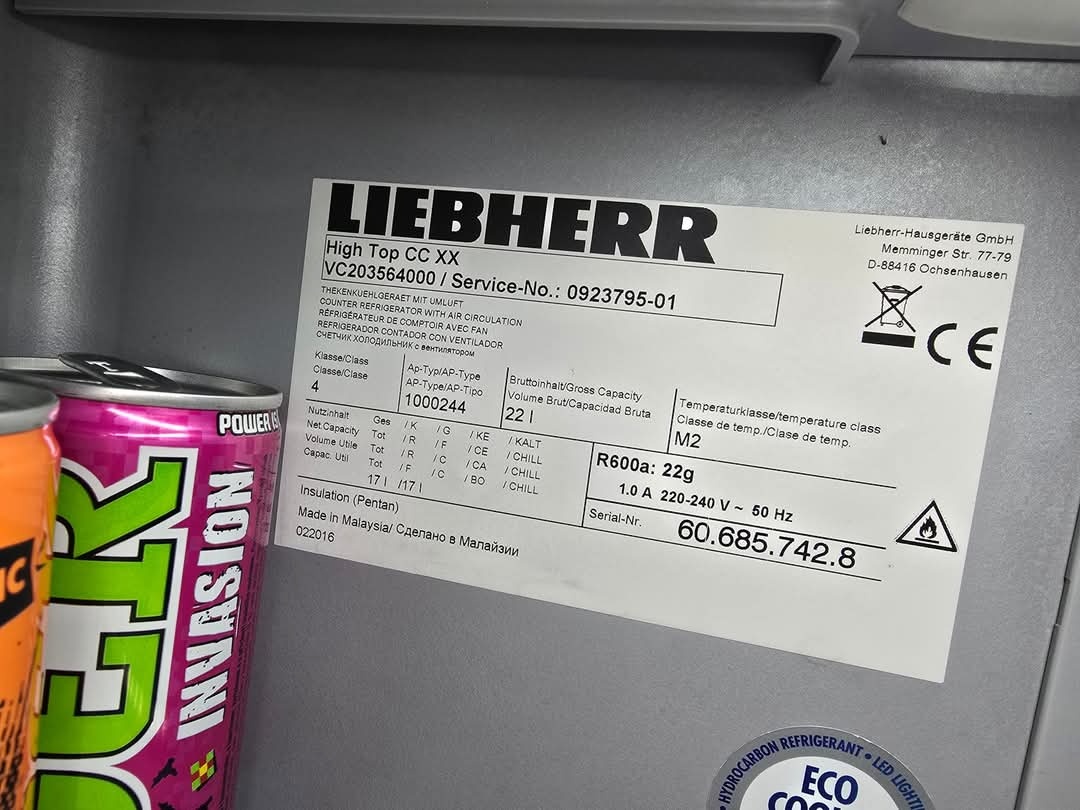 LIEBHERR
High Top CC XX
VC203564000 / Service-No.: 0923795-01
Liebherr-Hausgeräte GmbH
Memminger Str. 77-79
D-88416 Ochsenhausen
THEKENKUEHLGERAET MIT UMLUFT
COUNTER REFRIGERATOR WITH AIR CIRCULATION
RÉFRIGÉRATEUR DE COMPTOIR AVEC FAN
REFRIGERADOR CONTADOR CON VENTILADOR
СЧЕТЧИК ХОЛОДИЛЬНИК с вентилятором
CE
Klasse/Class
Classe/Clase
4
Ap-Typ/AP-Type
AP-Type/AP-Tipo
1000244
Bruttoinhalt/Gross Capacity
Volume Brut/Capacidad Bruta
22 l
Temperaturklasse/temperature class
Classe de temp./Clase de temp.
M2
Nutzinhalt Ges / K / G / KE / KALT
Net Capacity Tot / R / F / CE / CHILL
Volume Utile Tot / R / C / CA / CHILL
Capac. Util Tot / F / C / BO / CHILL
17 l /17 l
R600a: 22g
1.0 A 220-240 V ~ 50 Hz
Serial-Nr. 60.685.742.8
Insulation (Pentan)
Made in Malaysia/ Сделано в Малайзии
022016
POWER IS
INVASION
HYDROCARBON REFRIGERANT • LED
ECO